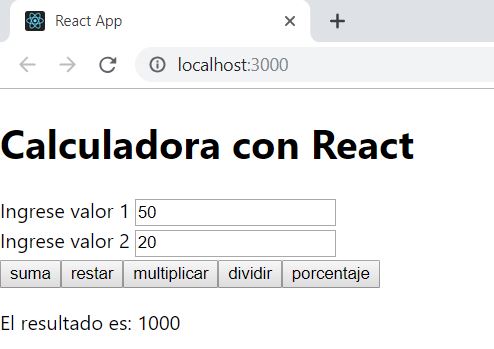 React App
localhost:3000
Calculadora con React
Ingrese valor 1 50
Ingrese valor 2 20
suma restar multiplicar dividir porcentaje
El resultado es: 1000